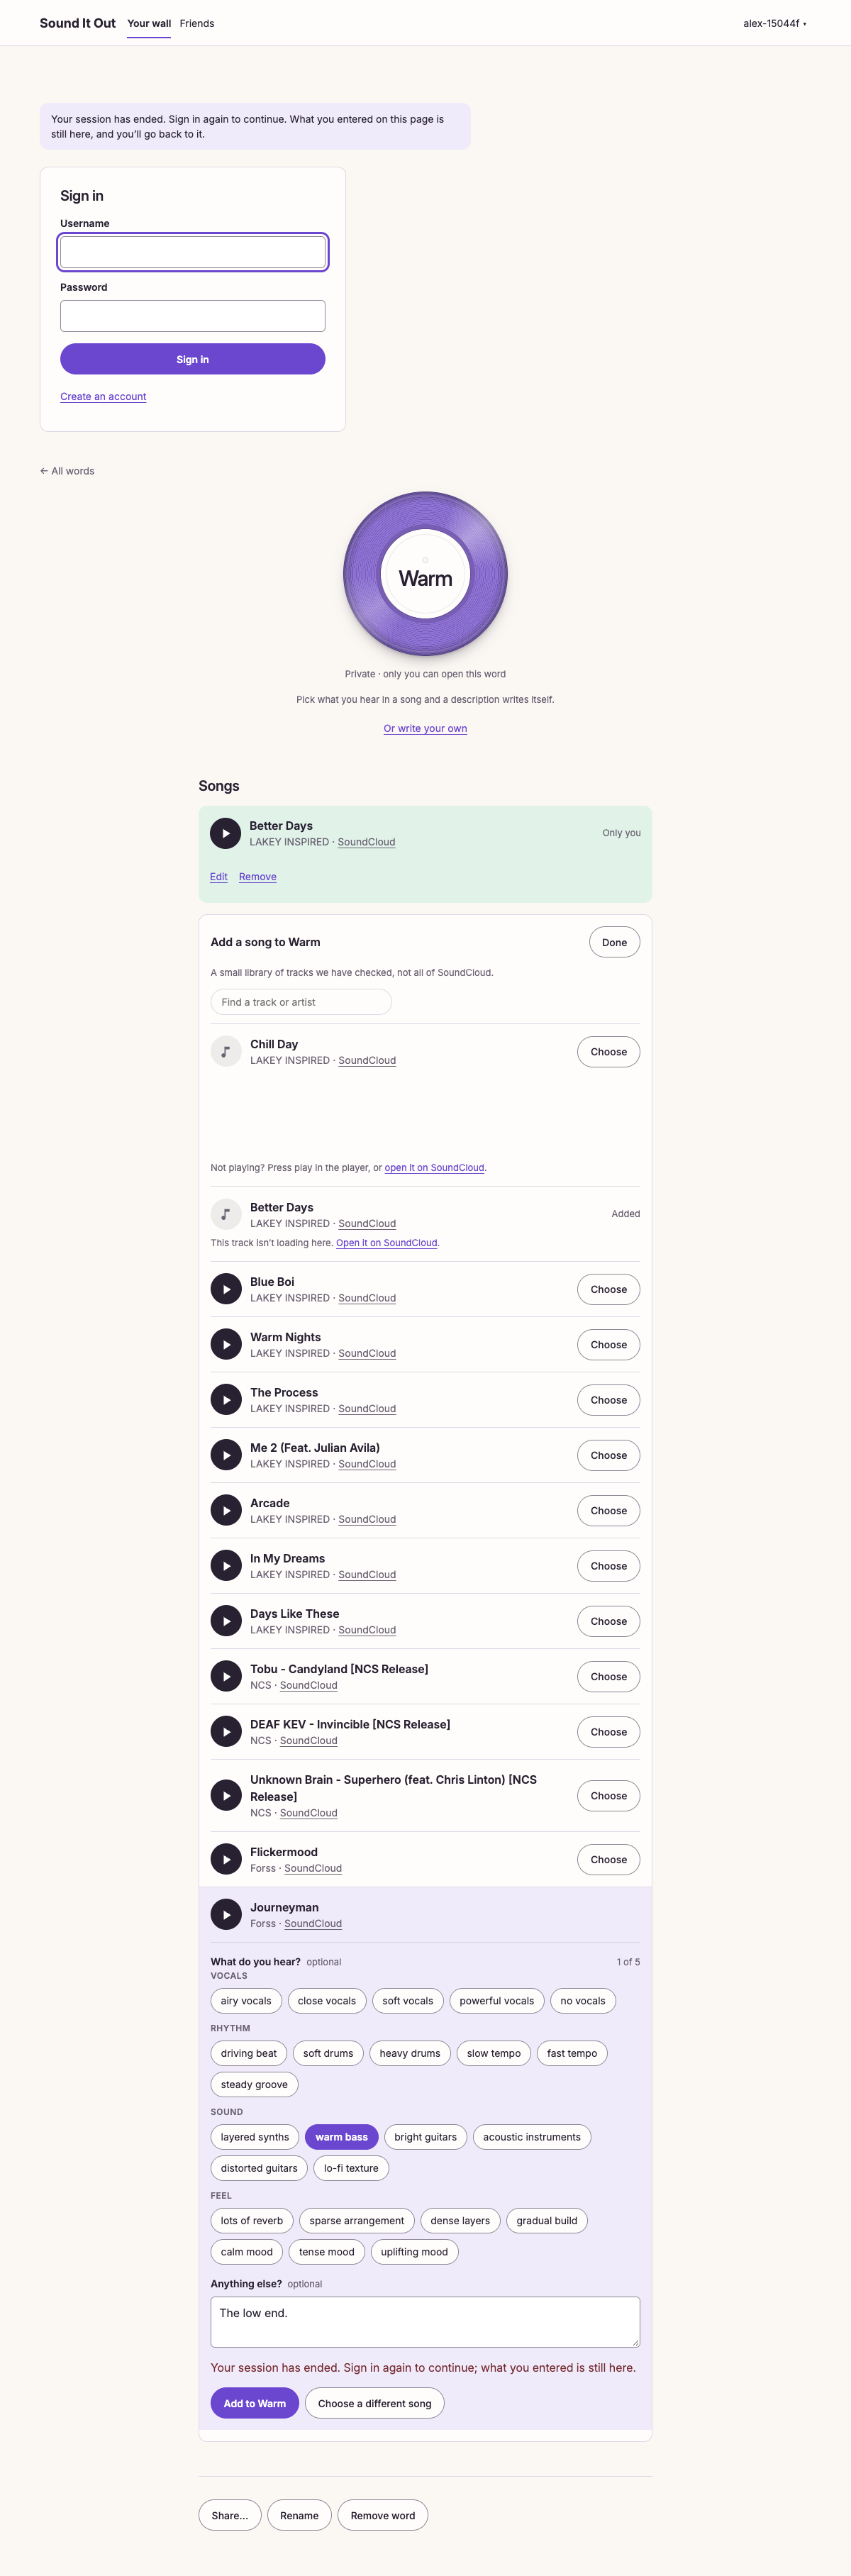 Sound It Out
Your wall
Friends
alex-15044f ▾
Your session has ended. Sign in again to continue. What you entered on this page is
still here, and you'll go back to it.
Sign in
Username
Password
Sign in
Create an account
← All words
Warm
Private · only you can open this word
Pick what you hear in a song and a description writes itself.
Or write your own
Songs
Better Days
LAKEY INSPIRED · SoundCloud
Only you
Edit
Remove
Add a song to Warm
Done
A small library of tracks we have checked, not all of SoundCloud.
Find a track or artist
Chill Day
LAKEY INSPIRED · SoundCloud
Choose
Not playing? Press play in the player, or open it on SoundCloud.
Better Days
LAKEY INSPIRED · SoundCloud
Added
This track isn't loading here. Open it on SoundCloud.
Blue Boi
LAKEY INSPIRED · SoundCloud
Choose
Warm Nights
LAKEY INSPIRED · SoundCloud
Choose
The Process
LAKEY INSPIRED · SoundCloud
Choose
Me 2 (Feat. Julian Avila)
LAKEY INSPIRED · SoundCloud
Choose
Arcade
LAKEY INSPIRED · SoundCloud
Choose
In My Dreams
LAKEY INSPIRED · SoundCloud
Choose
Days Like These
LAKEY INSPIRED · SoundCloud
Choose
Tobu - Candyland [NCS Release]
NCS · SoundCloud
Choose
DEAF KEV - Invincible [NCS Release]
NCS · SoundCloud
Choose
Unknown Brain - Superhero (feat. Chris Linton) [NCS
Release]
NCS · SoundCloud
Choose
Flickermood
Forss · SoundCloud
Choose
Journeyman
Forss · SoundCloud
What do you hear? optional
1 of 5
VOCALS
airy vocals
close vocals
soft vocals
powerful vocals
no vocals
RHYTHM
driving beat
soft drums
heavy drums
slow tempo
fast tempo
steady groove
SOUND
layered synths
warm bass
bright guitars
acoustic instruments
distorted guitars
lo-fi texture
FEEL
lots of reverb
sparse arrangement
dense layers
gradual build
calm mood
tense mood
uplifting mood
Anything else? optional
The low end.
Your session has ended. Sign in again to continue; what you entered is still here.
Add to Warm
Choose a different song
Share...
Rename
Remove word